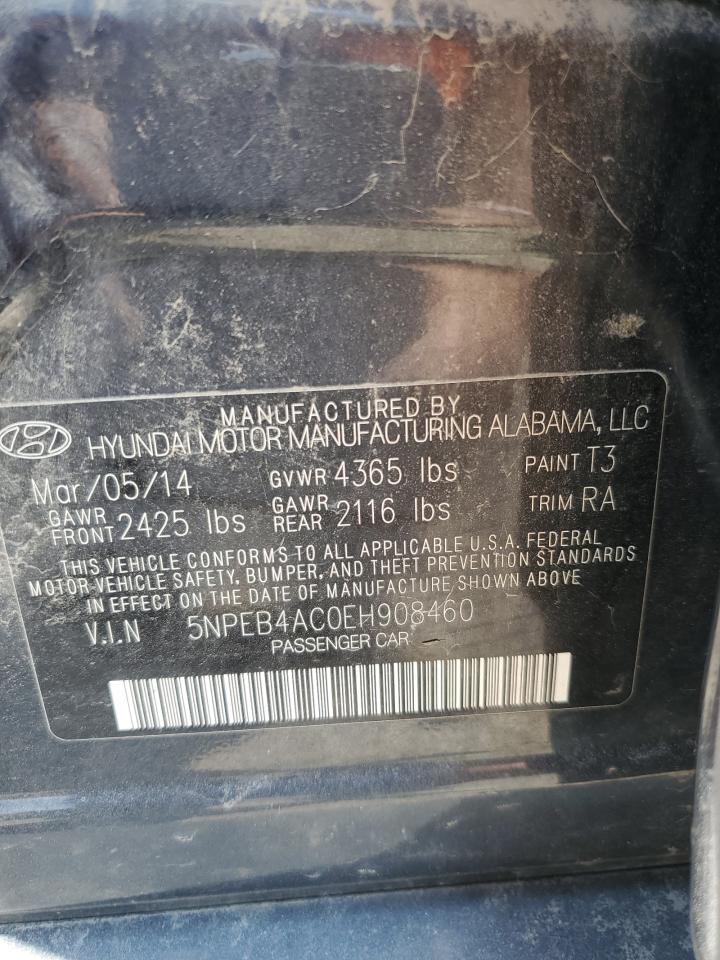 MANUFACTURED BY
HYUNDAI MOTOR MANUFACTURING ALABAMA, LLC
Mar/05/14 GVWR 4365 lbs PAINT T3
GAWR FRONT 2425 lbs GAWR REAR 2116 lbs TRIM RA
THIS VEHICLE CONFORMS TO ALL APPLICABLE U.S.A. FEDERAL
MOTOR-VEHICLE SAFETY, BUMPER, AND THEFT PREVENTION STANDARDS
IN EFFECT ON THE DATE OF MANUFACTURE SHOWN ABOVE
V.I.N 5NPEB4AC0EH908460
PASSENGER CAR